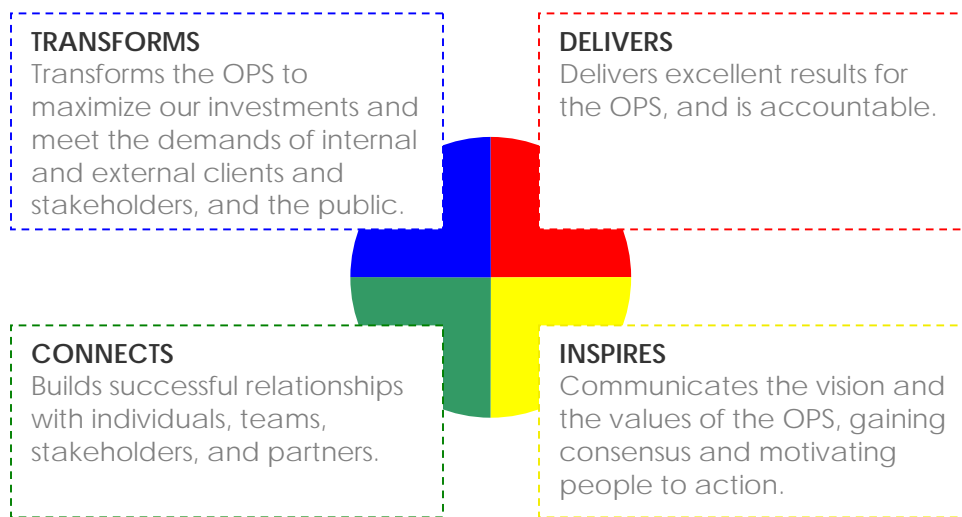 TRANSFORMS
Transforms the OPS to
maximize our investments and
meet the demands of internal
and external clients and
stakeholders, and the public.
DELIVERS
Delivers excellent results for
the OPS, and is accountable.
CONNECTS
Builds successful relationships
with individuals, teams,
stakeholders, and partners.
INSPIRES
Communicates the vision and
the values of the OPS, gaining
consensus and motivating
people to action.